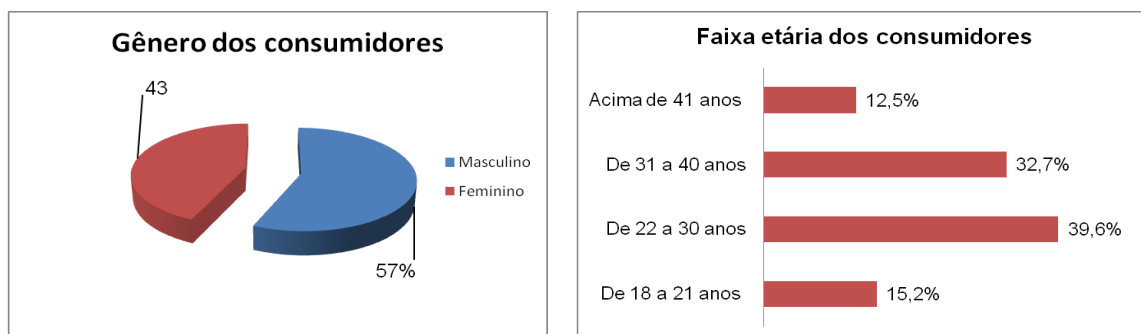 Gênero dos consumidores
43
Masculino
Feminino
57%
Faixa etária dos consumidores
Acima de 41 anos
12,5%
De 31 a 40 anos
32,7%
De 22 a 30 anos
39,6%
De 18 a 21 anos
15,2%